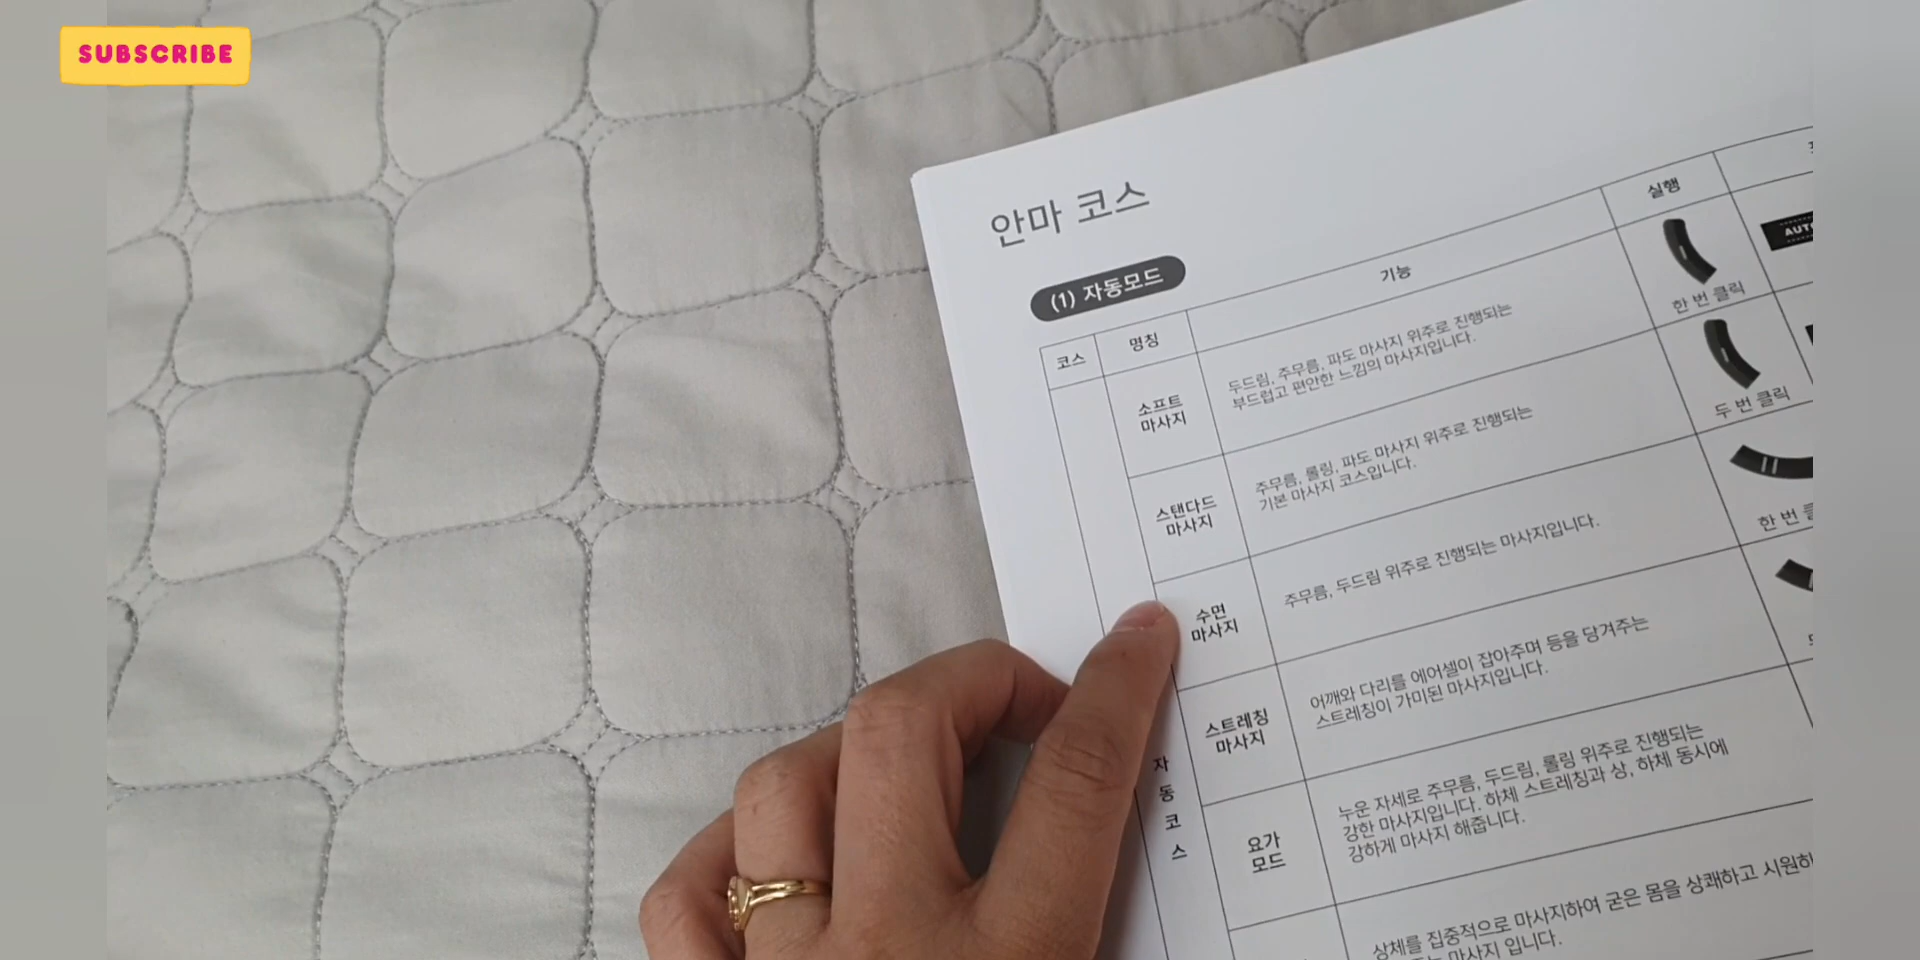 SUBSCRIBE
안마 코스
(1) 자동모드
코스
명칭
기능
실행
소프트
마사지
두드림, 주무름, 파도 마사지 위주로 진행되는
부드럽고 편안한 느낌의 마사지입니다.
한 번 클릭
AUTO
스탠다드
마사지
주무름, 롤링, 파도 마사지 위주로 진행되는
기본 마사지 코스입니다.
두 번 클릭
수면
마사지
주무름, 두드림 위주로 진행되는 마사지입니다.
한 번
스트레칭
마사지
어깨와 다리를 에어셀이 잡아주며 등을 당겨주는
스트레칭이 가미된 마사지입니다.
자
동
코
스
요가
모드
누운 자세로 주무름, 두드림, 롤링 위주로 진행되는
강한 마사지입니다. 하체 스트레칭과 상, 하체 동시에
강하게 마사지 해줍니다.
상체를 집중적으로 마사지하여 굳은 몸을 상쾌하고
마사지 입니다.